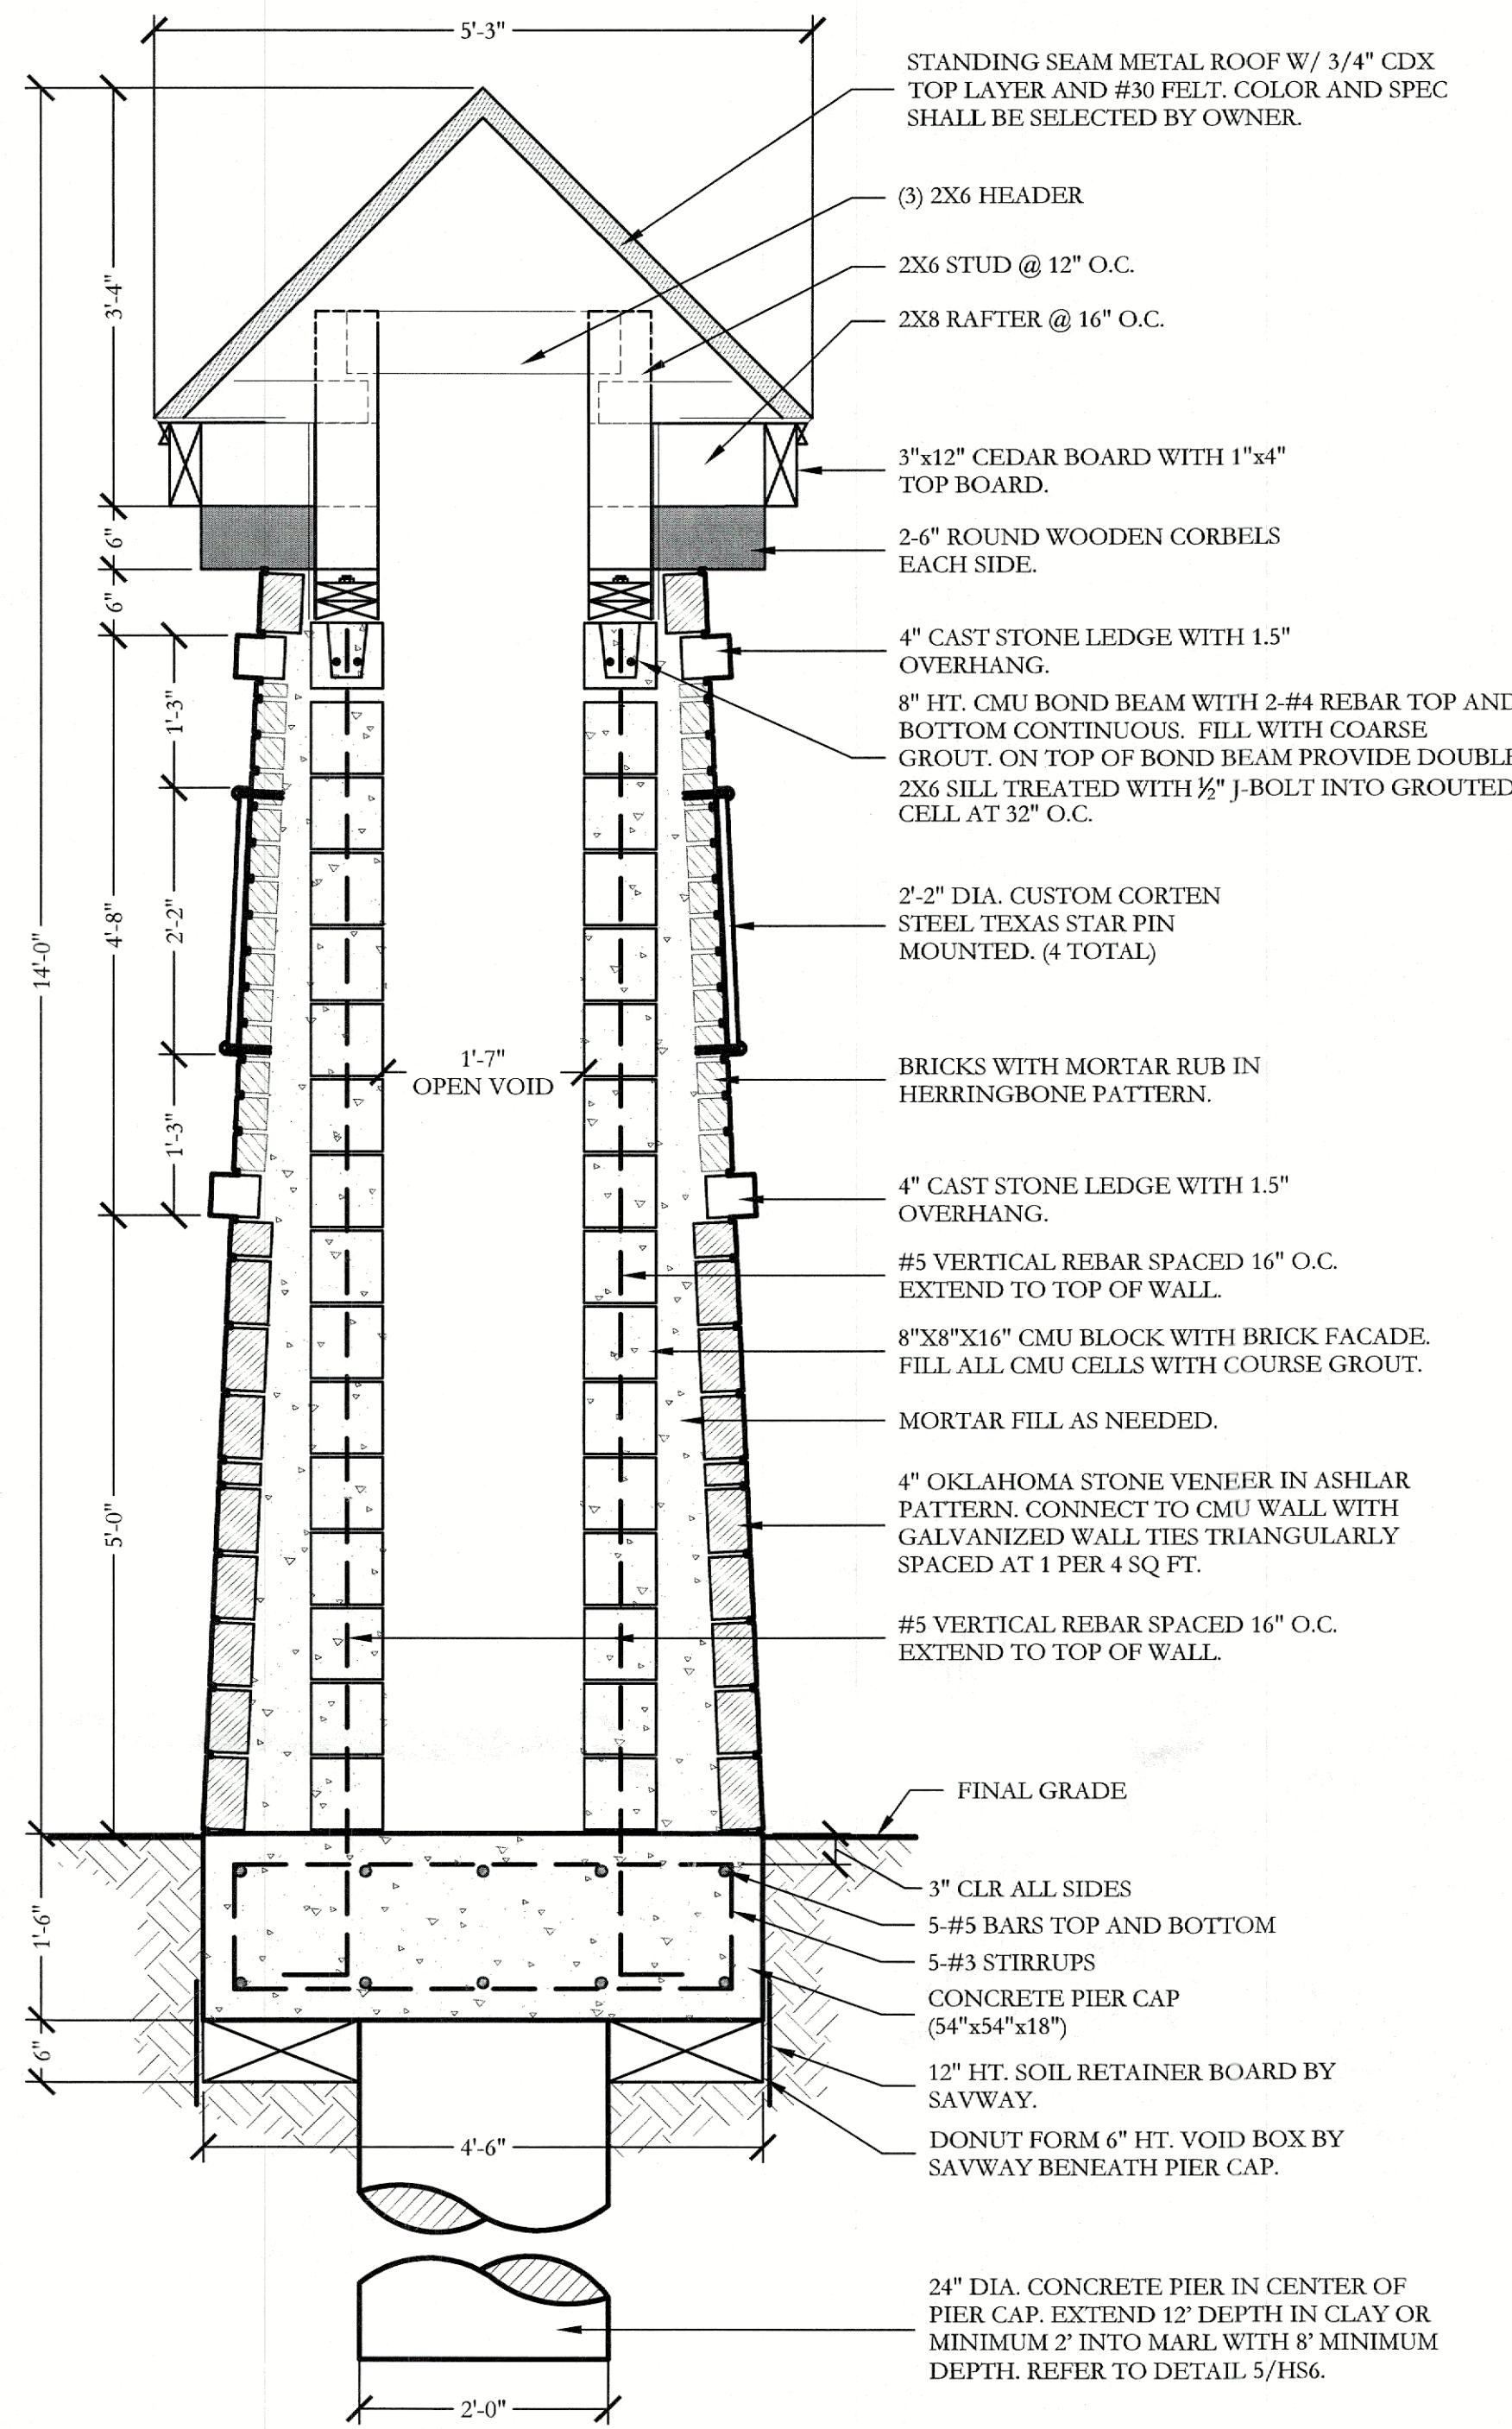 5'-3"
STANDING SEAM METAL ROOF W/ 3/4" CDX
TOP LAYER AND #30 FELT. COLOR AND SPEC
SHALL BE SELECTED BY OWNER.
(3) 2X6 HEADER
2X6 STUD @ 12" O.C.
3'-4"
2X8 RAFTER @ 16" O.C.
3"x12" CEDAR BOARD WITH 1"x4"
TOP BOARD.
6"
2-6" ROUND WOODEN CORBELS
EACH SIDE.
6"
4" CAST STONE LEDGE WITH 1.5"
OVERHANG.
1'-3"
8" HT. CMU BOND BEAM WITH 2-#4 REBAR TOP AND
BOTTOM CONTINUOUS. FILL WITH COARSE
GROUT. ON TOP OF BOND BEAM PROVIDE DOUBLE
2X6 SILL TREATED WITH ½" J-BOLT INTO GROUTED
CELL AT 32" O.C.
14'-0"
4'-8"
2'-2"
2'-2" DIA. CUSTOM CORTEN
STEEL TEXAS STAR PIN
MOUNTED. (4 TOTAL)
1'-7"
OPEN VOID
BRICKS WITH MORTAR RUB IN
HERRINGBONE PATTERN.
1'-3"
4" CAST STONE LEDGE WITH 1.5"
OVERHANG.
#5 VERTICAL REBAR SPACED 16" O.C.
EXTEND TO TOP OF WALL.
8"X8"X16" CMU BLOCK WITH BRICK FACADE.
FILL ALL CMU CELLS WITH COURSE GROUT.
MORTAR FILL AS NEEDED.
5'-0"
4" OKLAHOMA STONE VENEER IN ASHLAR
PATTERN. CONNECT TO CMU WALL WITH
GALVANIZED WALL TIES TRIANGULARLY
SPACED AT 1 PER 4 SQ FT.
#5 VERTICAL REBAR SPACED 16" O.C.
EXTEND TO TOP OF WALL.
FINAL GRADE
3" CLR ALL SIDES
1'-6"
5-#5 BARS TOP AND BOTTOM
5-#3 STIRRUPS
CONCRETE PIER CAP
(54"x54"x18")
6"
12" HT. SOIL RETAINER BOARD BY
SAVWAY.
4'-6"
DONUT FORM 6" HT. VOID BOX BY
SAVWAY BENEATH PIER CAP.
24" DIA. CONCRETE PIER IN CENTER OF
PIER CAP. EXTEND 12' DEPTH IN CLAY OR
MINIMUM 2' INTO MARL WITH 8' MINIMUM
DEPTH. REFER TO DETAIL 5/HS6.
2'-0"